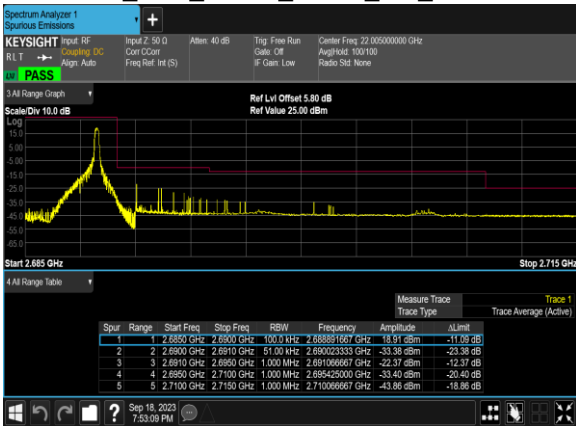 Spectrum Analyzer 1
Spurious Emissions
KEYSIGHT Input: RF Input Z: 50 Ω Atten: 40 dB Trig: Free Run Center Freq: 22.005000000 GHz
RLT Coupling: DC Corr CCorr Gate: Off Avg|Hold: 100/100
Align: Auto Freq Ref: Int (S) IF Gain: Low Radio Std: None
PASS
3 All Range Graph
Ref Lvl Offset 5.80 dB
Scale/Div 10.0 dB Ref Value 25.00 dBm
Log
15.0
5.00
-5.00
-15.0
-25.0
-35.0
-45.0
-55.0
-65.0
Start 2.685 GHz Stop 2.715 GHz
4 All Range Table
Measure Trace Trace 1
Trace Type Trace Average (Active)
Spur Range Start Freq Stop Freq RBW Frequency Amplitude ΔLimit
1 1 2.6850 GHz 2.6900 GHz 100.0 kHz 2.688891667 GHz 18.91 dBm -11.09 dB
2 2 2.6900 GHz 2.6910 GHz 51.00 kHz 2.690023333 GHz -33.38 dBm -23.38 dB
3 3 2.6910 GHz 2.6950 GHz 1.000 MHz 2.691066667 GHz -22.37 dBm -12.37 dB
4 4 2.6950 GHz 2.7100 GHz 1.000 MHz 2.695425000 GHz -33.40 dBm -20.40 dB
5 5 2.7100 GHz 2.7150 GHz 1.000 MHz 2.710066667 GHz -43.86 dBm -18.86 dB
Sep 18, 2023
7:53:09 PM